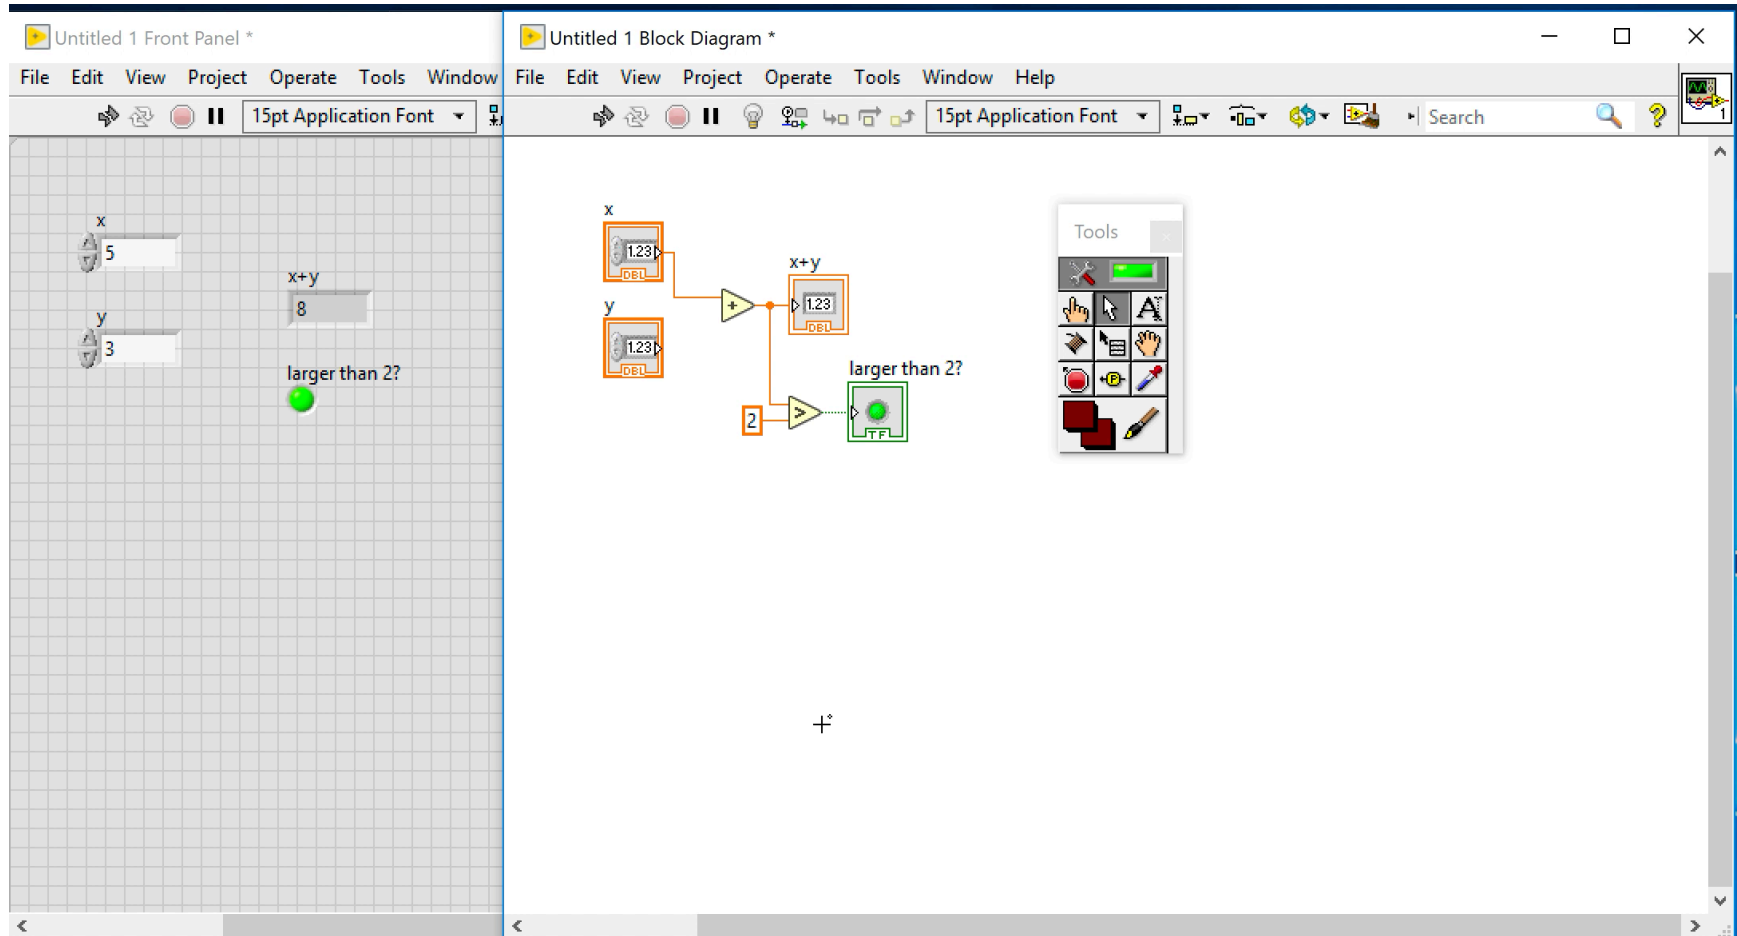 Untitled 1 Front Panel *
File Edit View Project Operate Tools Window
15pt Application Font
x
5
x+y
8
y
3
larger than 2?
Untitled 1 Block Diagram *
File Edit View Project Operate Tools Window Help
15pt Application Font
Search
?
1
x
1.23
DBL
x+y
+
1.23
DBL
y
1.23
DBL
larger than 2?
2
>
TF
Tools
A
P